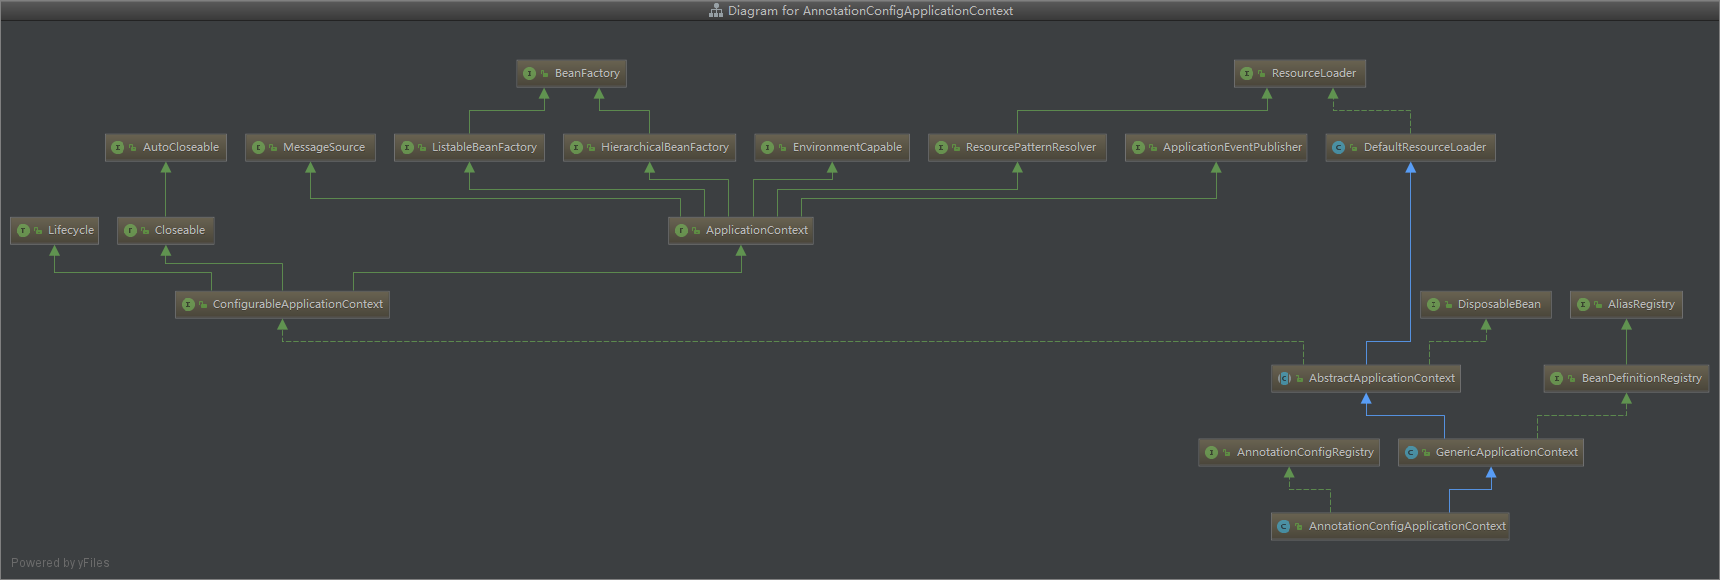 Diagram for AnnotationConfigApplicationContext
BeanFactory
ResourceLoader
AutoCloseable
MessageSource
ListableBeanFactory
HierarchicalBeanFactory
EnvironmentCapable
ResourcePatternResolver
ApplicationEventPublisher
DefaultResourceLoader
Lifecycle
Closeable
ApplicationContext
ConfigurableApplicationContext
DisposableBean
AliasRegistry
AbstractApplicationContext
BeanDefinitionRegistry
AnnotationConfigRegistry
GenericApplicationContext
AnnotationConfigApplicationContext
Powered by yFiles